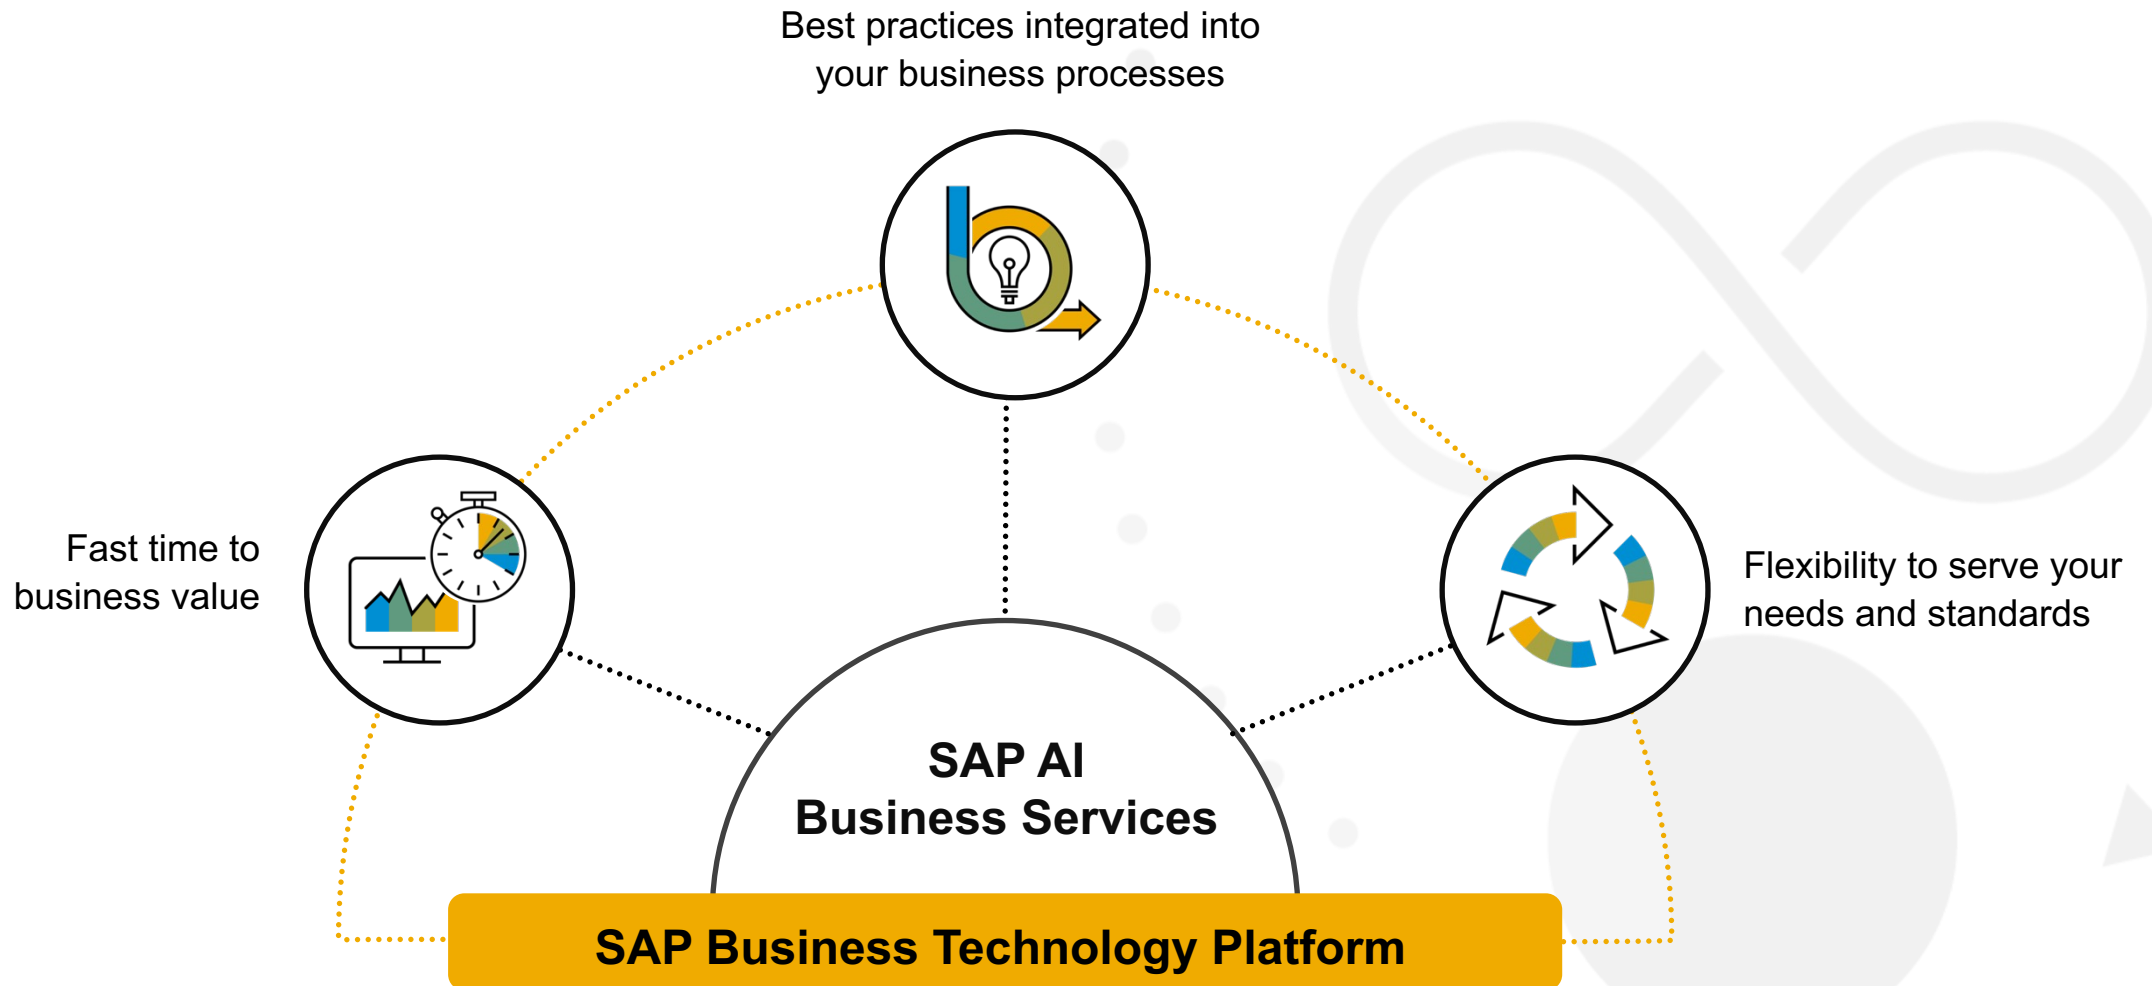 Best practices integrated into
your business processes
Fast time to
business value
Flexibility to serve your
needs and standards
SAP AI
Business Services
SAP Business Technology Platform